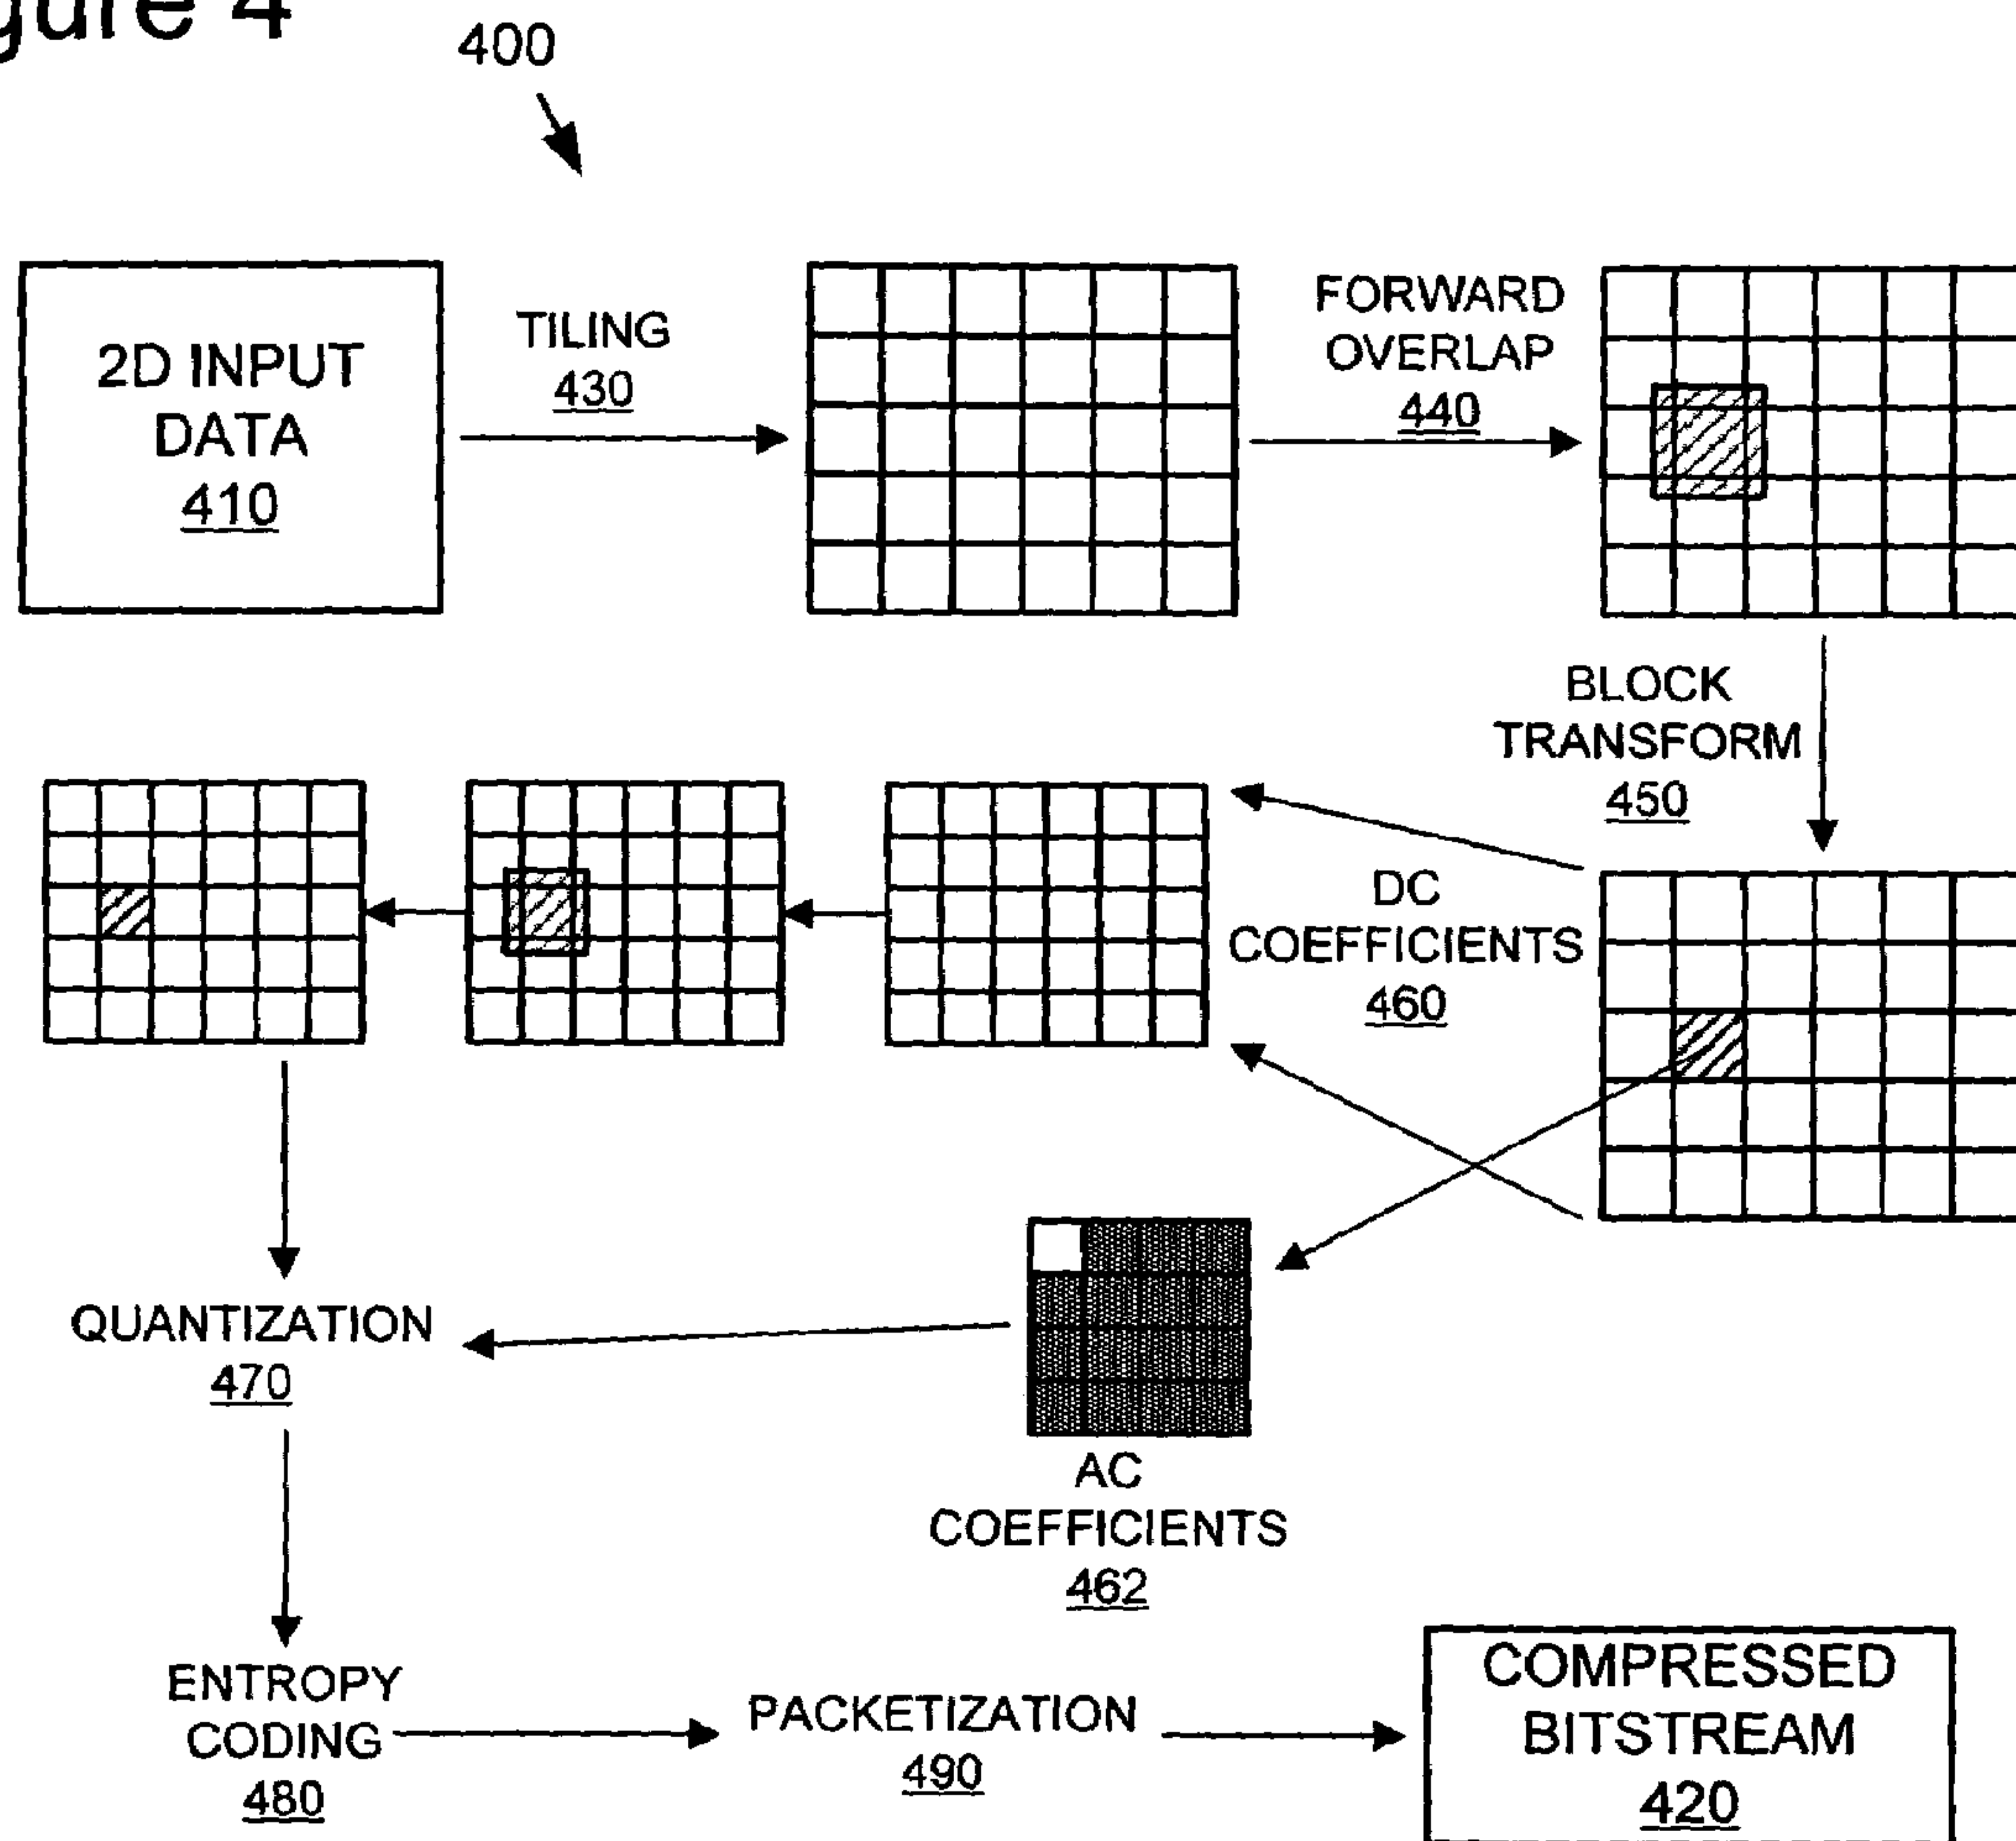 gure 4
400
2D INPUT
DATA
410
TILING
430
FORWARD
OVERLAP
440
BLOCK
TRANSFORM
450
DC
COEFFICIENTS
460
QUANTIZATION
470
AC
COEFFICIENTS
462
ENTROPY
CODING
480
PACKETIZATION
490
COMPRESSED
BITSTREAM
420